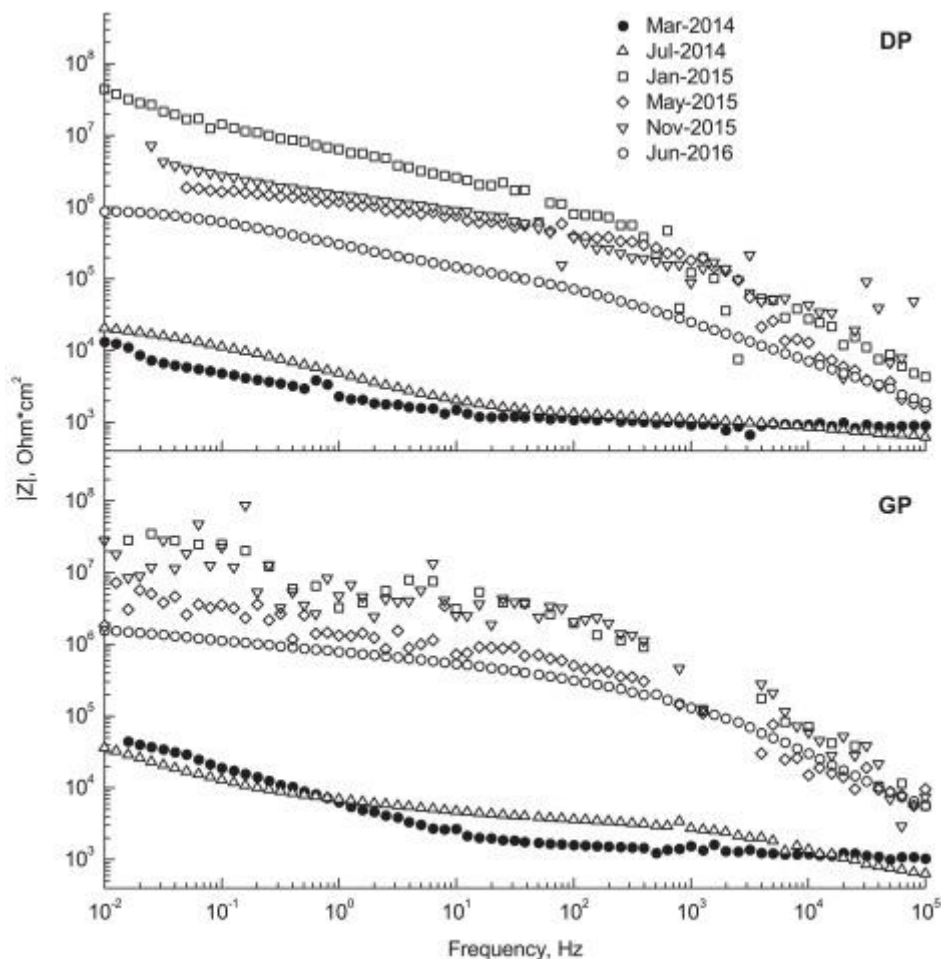 Mar-2014
Jul-2014
Jan-2015
May-2015
Nov-2015
Jun-2016
DP
10⁸
10⁷
10⁶
10⁵
10⁴
10³
|Z|, Ohm*cm²
GP
10⁸
10⁷
10⁶
10⁵
10⁴
10³
10⁻² 10⁻¹ 10⁰ 10¹ 10² 10³ 10⁴ 10⁵
Frequency, Hz